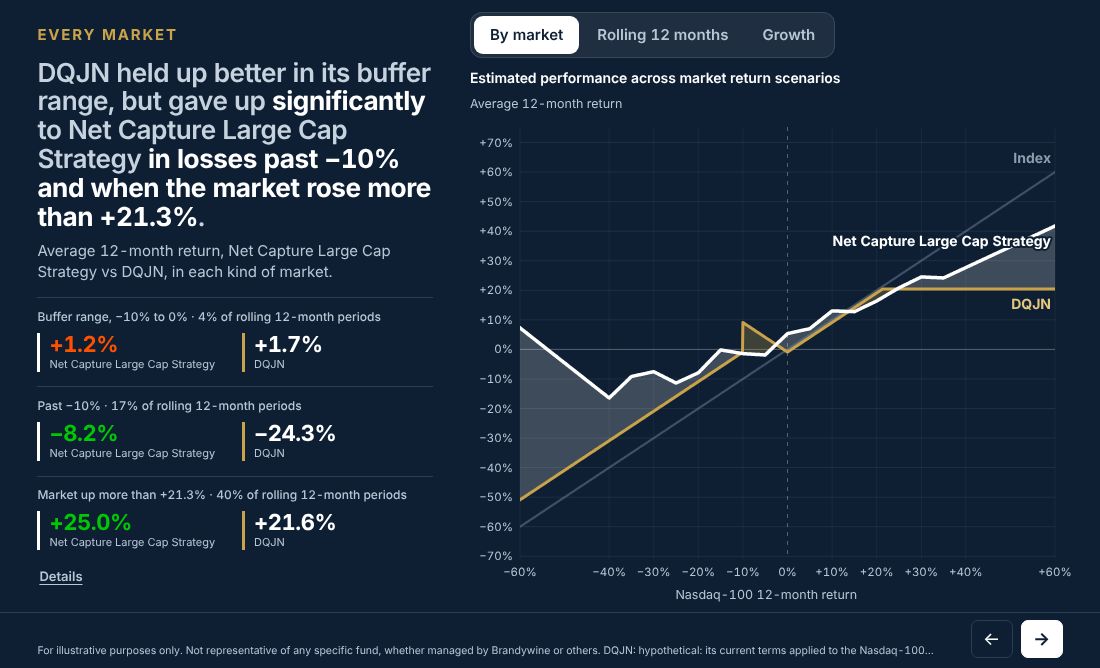 EVERY MARKET
DQJN held up better in its buffer
range, but gave up significantly
to Net Capture Large Cap
Strategy in losses past −10%
and when the market rose more
than +21.3%.
Average 12-month return, Net Capture Large Cap
Strategy vs DQJN, in each kind of market.
Buffer range, −10% to 0% · 4% of rolling 12-month periods
+1.2%
Net Capture Large Cap Strategy
+1.7%
DQJN
Past −10% · 17% of rolling 12-month periods
−8.2%
Net Capture Large Cap Strategy
−24.3%
DQJN
Market up more than +21.3% · 40% of rolling 12-month periods
+25.0%
Net Capture Large Cap Strategy
+21.6%
DQJN
Details
By market
Rolling 12 months
Growth
Estimated performance across market return scenarios
Average 12-month return
+70%
+60%
+50%
+40%
+30%
+20%
+10%
0%
−10%
−20%
−30%
−40%
−50%
−60%
−70%
Index
Net Capture Large Cap Strategy
DQJN
−60% −40% −30% −20% −10% 0% +10% +20% +30% +40% +60%
Nasdaq-100 12-month return
For illustrative purposes only. Not representative of any specific fund, whether managed by Brandywine or others. DQJN: hypothetical: its current terms applied to the Nasdaq-100...
← →